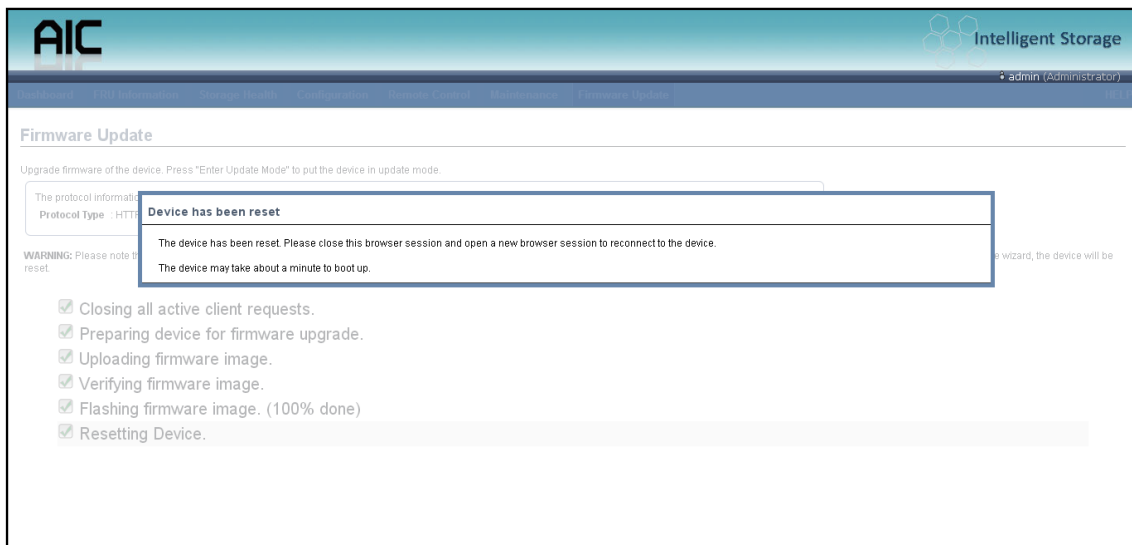 AIC
Intelligent Storage
admin (Administrator)
Dashboard FRU Information Storage Health Configuration Remote Control Maintenance Firmware Update
Firmware Update
Upgrade firmware of the device. Press "Enter Update Mode" to put the device in update mode.
The protocol informatio
Protocol Type : HTTP
Device has been reset
The device has been reset. Please close this browser session and open a new browser session to reconnect to the device.
The device may take about a minute to boot up.
WARNING: Please note th e wizard, the device will be
reset.
Closing all active client requests.
Preparing device for firmware upgrade.
Uploading firmware image.
Verifying firmware image.
Flashing firmware image. (100% done)
Resetting Device.